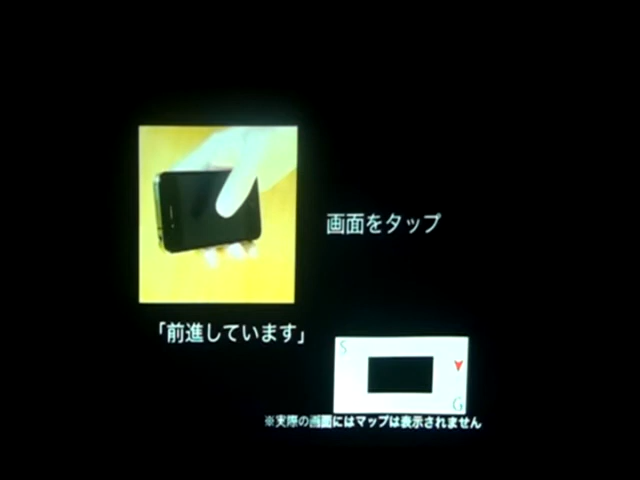 画面をタップ
「前進しています」
S
G
※実際の画面にはマップは表示されません